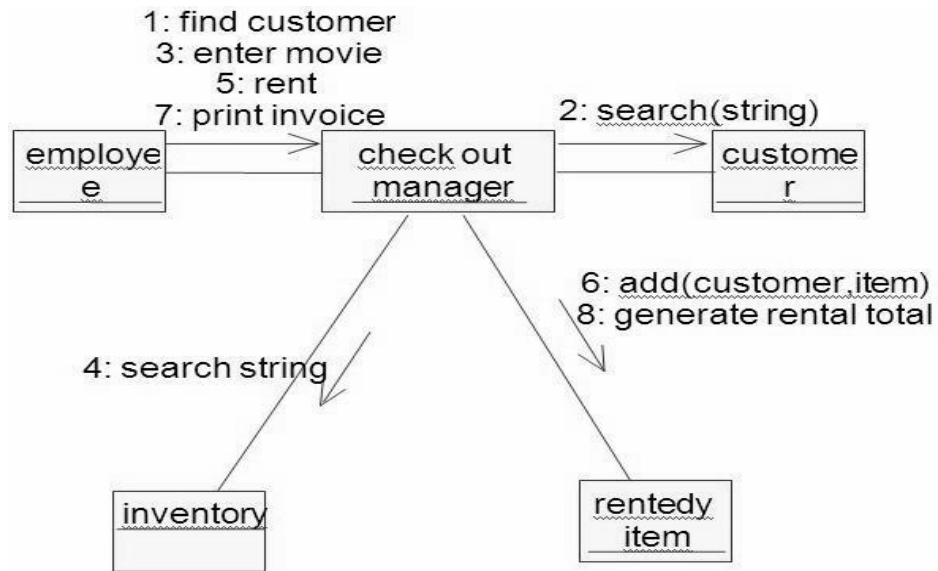 1: find customer
3: enter movie
5: rent
7: print invoice
2: search(string)
employe
e
check out
manager
custome
r
6: add(customer,item)
8: generate rental total
4: search string
inventory
rentedy
item